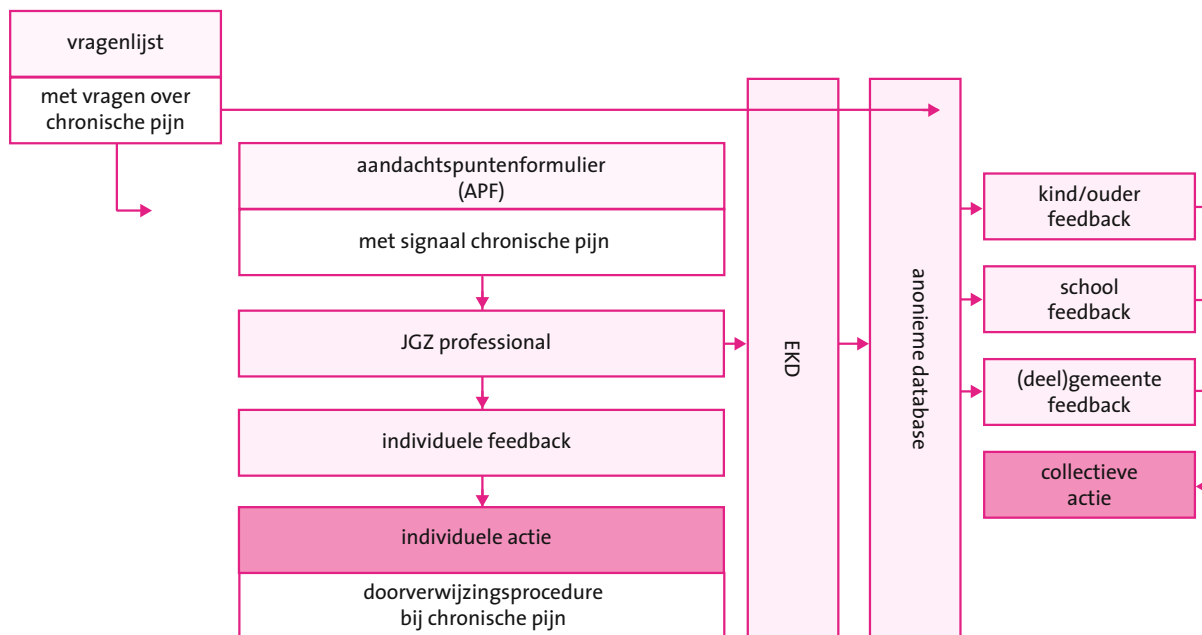 vragenlijst
met vragen over
chronische pijn
aandachtspuntenformulier
(APF)
met signaal chronische pijn
JGZ professional
individuele feedback
individuele actie
doorverwijzingsprocedure
bij chronische pijn
EKD
anonieme database
kind/ouder
feedback
school
feedback
(deel)gemeente
feedback
collectieve
actie